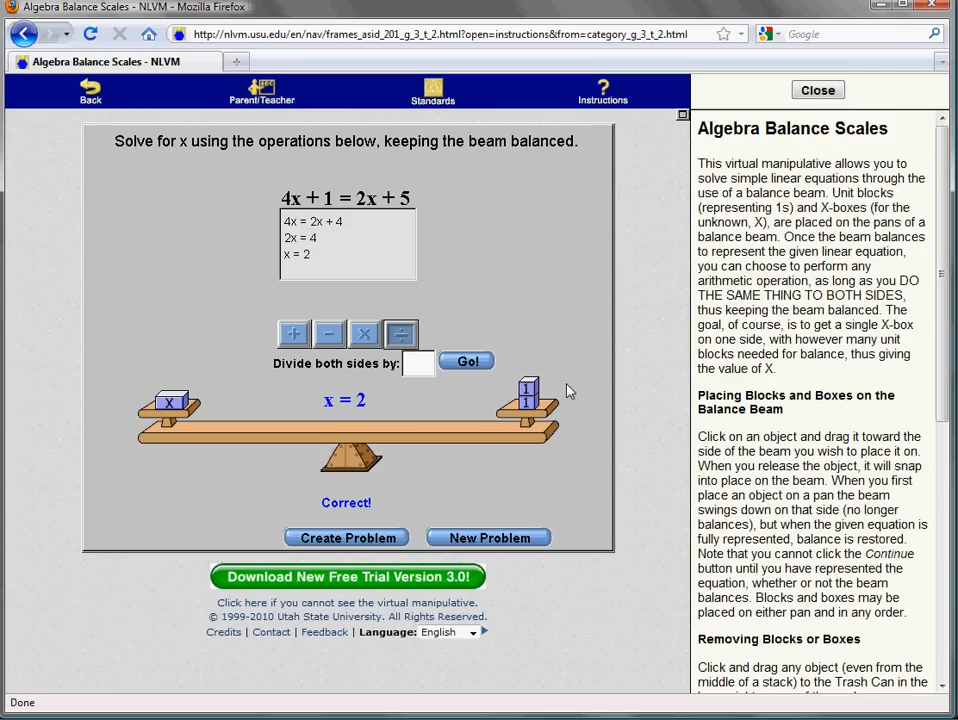 Algebra Balance Scales - NLVM - Mozilla Firefox
http://nlvm.usu.edu/en/nav/frames_asid_201_g_3_t_2.html?open=instructions&from=category_g_3_t_2.html
Google
Algebra Balance Scales - NLVM
Back
Parent/Teacher
Standards
Instructions
Solve for x using the operations below, keeping the beam balanced.
4x + 1 = 2x + 5
4x = 2x + 4
2x = 4
x = 2
+ − x ÷
Divide both sides by:
Go!
X
x = 2
1
1
Correct!
Create Problem
New Problem
Download New Free Trial Version 3.0!
Click here if you cannot see the virtual manipulative.
© 1999-2010 Utah State University. All Rights Reserved.
Credits | Contact | Feedback | Language: English
Close
Algebra Balance Scales
This virtual manipulative allows you to
solve simple linear equations through the
use of a balance beam. Unit blocks
(representing 1s) and X-boxes (for the
unknown, X), are placed on the pans of a
balance beam. Once the beam balances
to represent the given linear equation,
you can choose to perform any
arithmetic operation, as long as you DO
THE SAME THING TO BOTH SIDES,
thus keeping the beam balanced. The
goal, of course, is to get a single X-box
on one side, with however many unit
blocks needed for balance, thus giving
the value of X.
Placing Blocks and Boxes on the
Balance Beam
Click on an object and drag it toward the
side of the beam you wish to place it on.
When you release the object, it will snap
into place on the beam. When you first
place an object on a pan the beam
swings down on that side (no longer
balances), but when the given equation is
fully represented, balance is restored.
Note that you cannot click the Continue
button until you have represented the
equation, whether or not the beam
balances. Blocks and boxes may be
placed on either pan and in any order.
Removing Blocks or Boxes
Click and drag any object (even from the
middle of a stack) to the Trash Can in the
Done